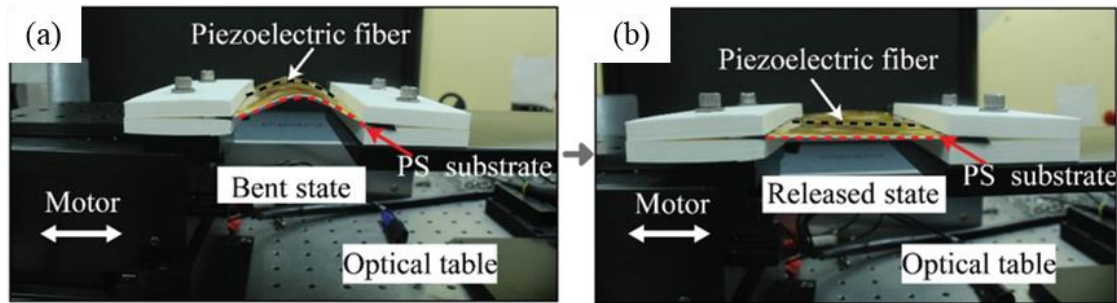 (a)
Piezoelectric fiber
PS substrate
Bent state
Motor
Optical table
(b)
Piezoelectric fiber
PS substrate
Released state
Motor
Optical table